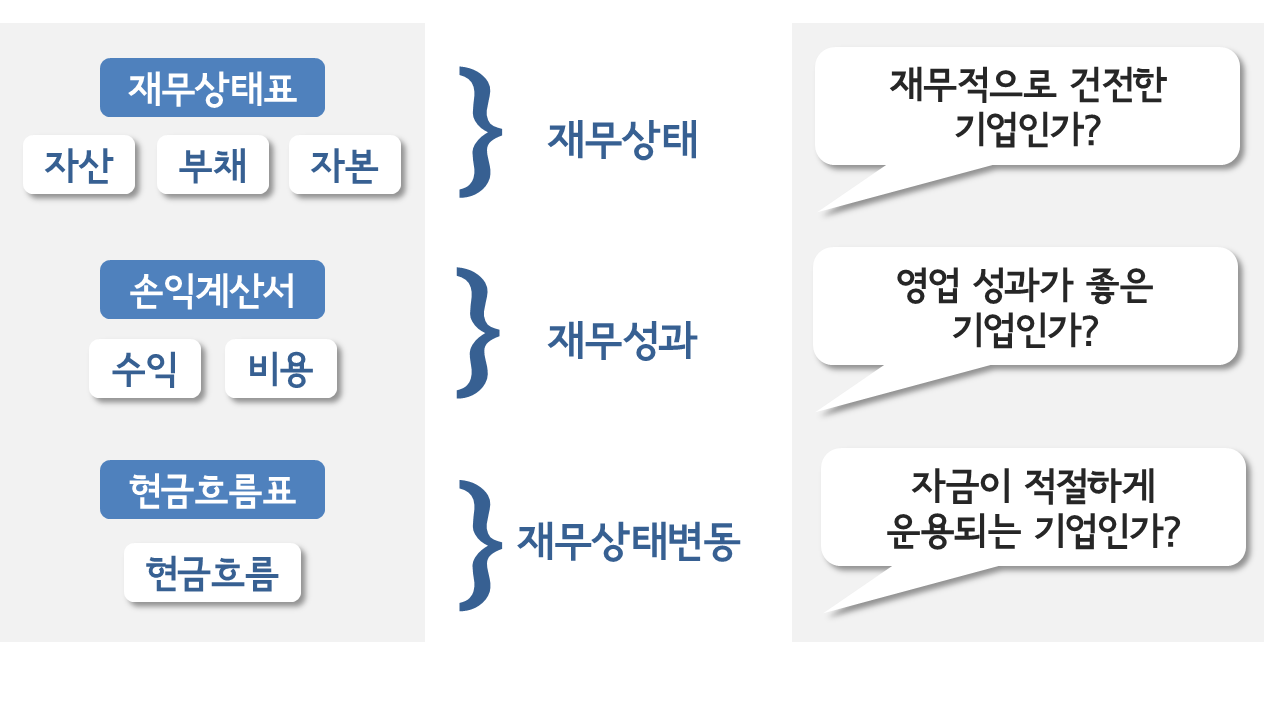 재무상태표
자산 부채 자본
재무상태
재무적으로 건전한
기업인가?
손익계산서
수익 비용
재무성과
영업 성과가 좋은
기업인가?
현금흐름표
현금흐름
재무상태변동
자금이 적절하게
운용되는 기업인가?